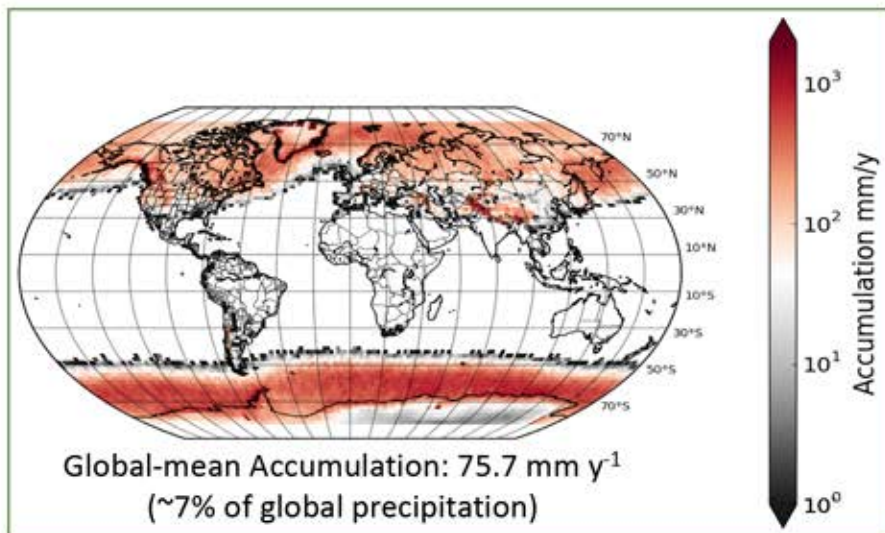 10³
10²
10¹
10⁰
Accumulation mm/y
70°N
50°N
30°N
10°N
10°S
30°S
50°S
70°S
Global-mean Accumulation: 75.7 mm y⁻¹
(~7% of global precipitation)